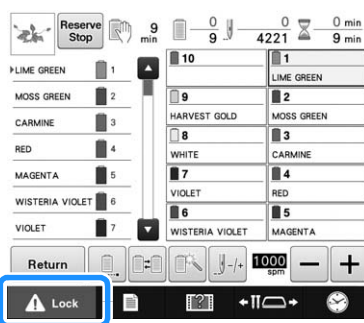 Reserve
Stop
9
min
0
9
0
4221
0 min
9 min
LIME GREEN 1
MOSS GREEN 2
CARMINE 3
RED 4
MAGENTA 5
WISTERIA VIOLET 6
VIOLET 7
10
1
LIME GREEN
9
HARVEST GOLD
2
MOSS GREEN
8
WHITE
3
CARMINE
7
VIOLET
4
RED
6
WISTERIA VIOLET
5
MAGENTA
Return
-/+
1000
spm
−
+
Lock
?